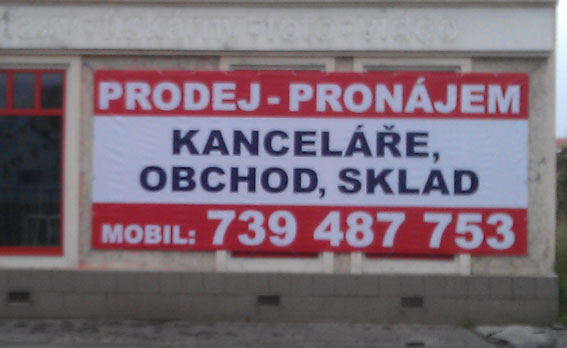 PRODEJ - PRONÁJEM
KANCELÁŘE,
OBCHOD, SKLAD
MOBIL: 739 487 753